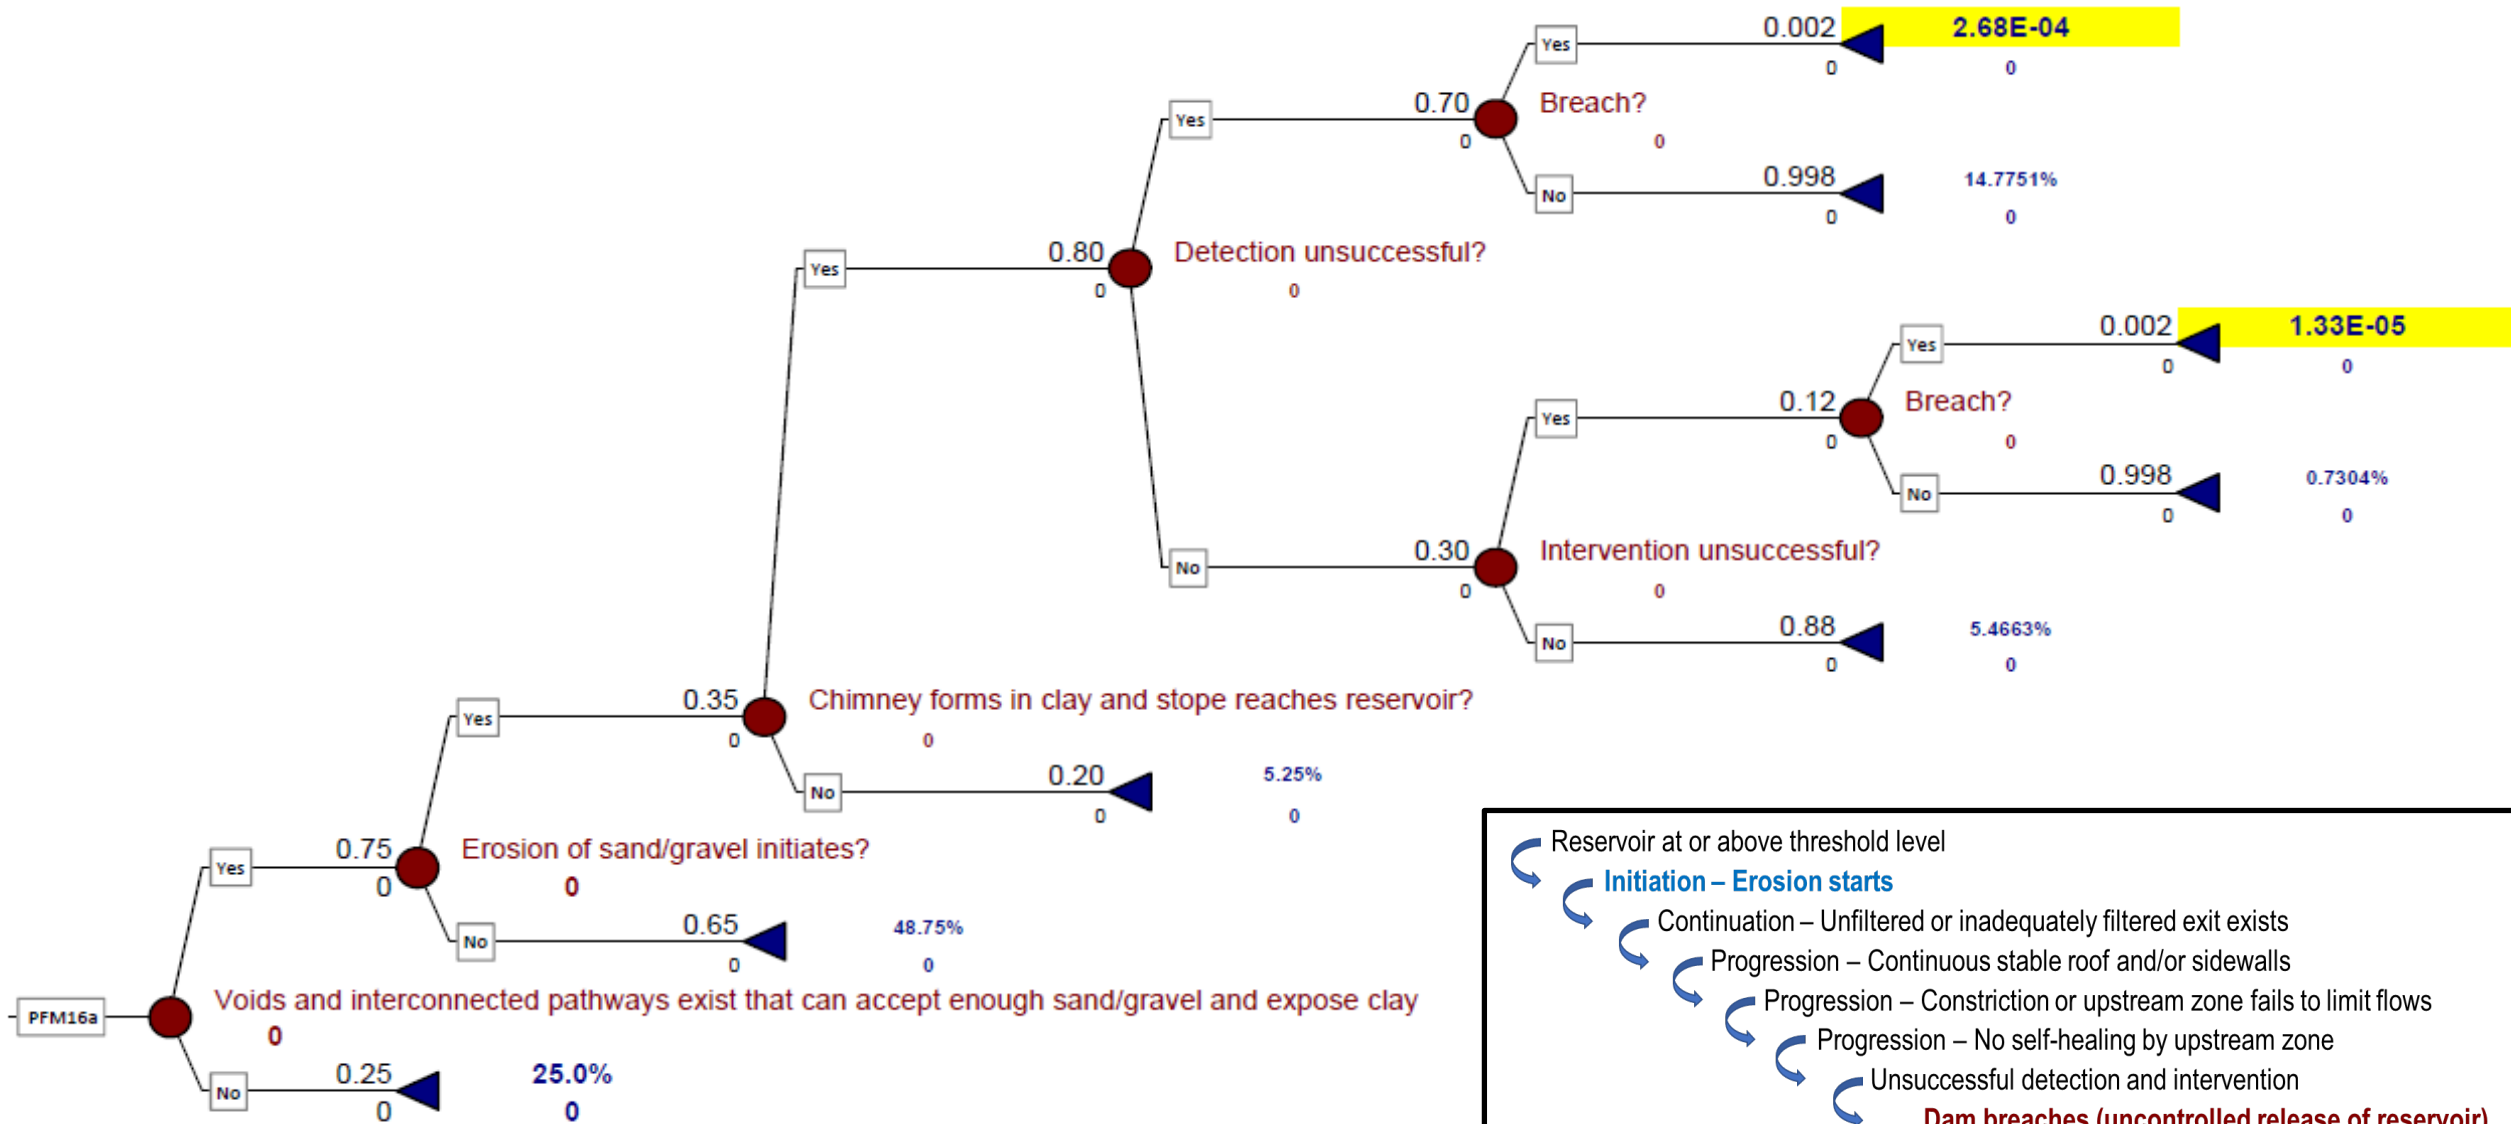 0.002
2.68E-04
Yes
0
0
0.70
Breach?
Yes
0
0
0.998
14.7751%
No
0
0
0.80
Detection unsuccessful?
Yes
0
0
0.002
1.33E-05
Yes
0
0
0.12
Breach?
Yes
0
0
0.998
0.7304%
No
0
0
0.30
Intervention unsuccessful?
No
0
0
0.88
5.4663%
No
0
0
0.35
Chimney forms in clay and stope reaches reservoir?
Yes
0
0
0.20
5.25%
No
0
0
0.75
Erosion of sand/gravel initiates?
Yes
0
0
0.65
48.75%
No
0
0
PFM16a
Voids and interconnected pathways exist that can accept enough sand/gravel and expose clay
0
0.25
25.0%
No
0
0
Reservoir at or above threshold level
Initiation – Erosion starts
Continuation – Unfiltered or inadequately filtered exit exists
Progression – Continuous stable roof and/or sidewalls
Progression – Constriction or upstream zone fails to limit flows
Progression – No self-healing by upstream zone
Unsuccessful detection and intervention
Dam breaches (uncontrolled release of reservoir)